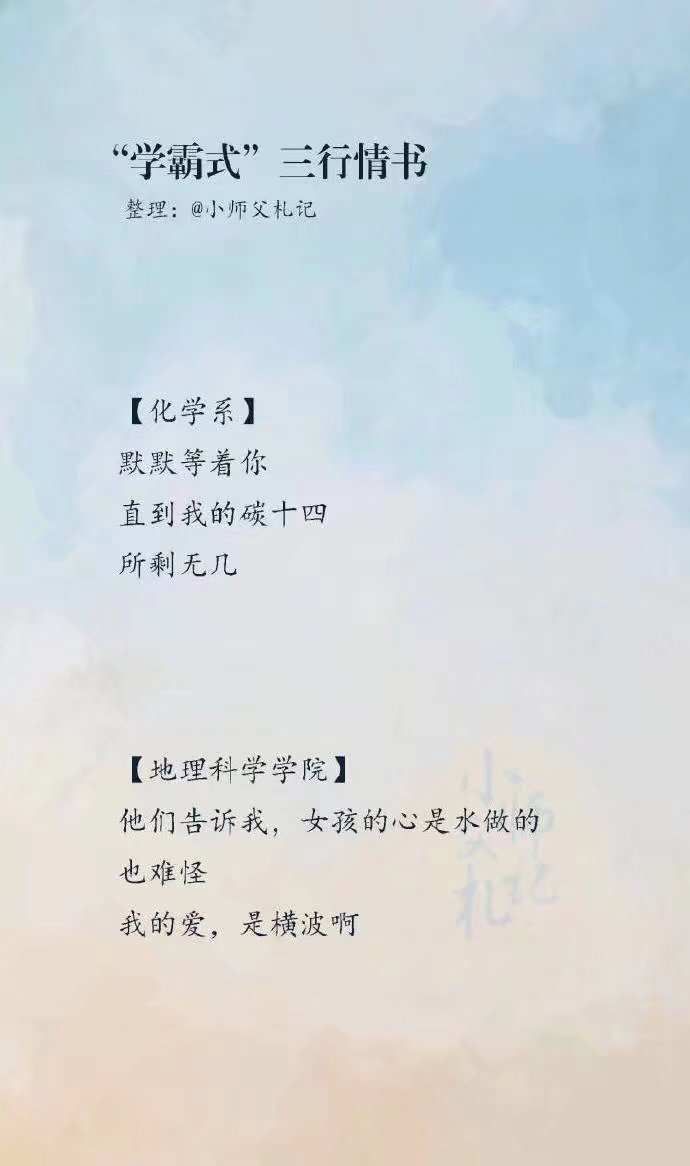 “学霸式”三行情书
整理：@小师父札记
【化学系】
默默等着你
直到我的碳十四
所剩无几
【地理科学学院】
他们告诉我，女孩的心是水做的
也难怪
我的爱，是横波啊
小师父札记